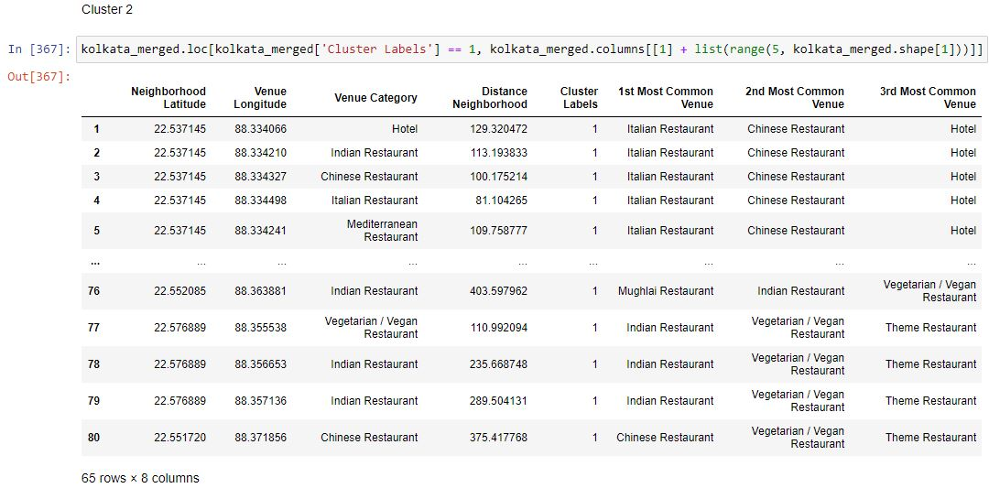 Cluster 2
In [367]: kolkata_merged.loc[kolkata_merged['Cluster Labels'] == 1, kolkata_merged.columns[[1] + list(range(5, kolkata_merged.shape[1]))]]
Out[367]:
Neighborhood Latitude Venue Longitude Venue Category Distance Neighborhood Cluster Labels 1st Most Common Venue 2nd Most Common Venue 3rd Most Common Venue
1 22.537145 88.334066 Hotel 129.320472 1 Italian Restaurant Chinese Restaurant Hotel
2 22.537145 88.334210 Indian Restaurant 113.193833 1 Italian Restaurant Chinese Restaurant Hotel
3 22.537145 88.334327 Chinese Restaurant 100.175214 1 Italian Restaurant Chinese Restaurant Hotel
4 22.537145 88.334498 Italian Restaurant 81.104265 1 Italian Restaurant Chinese Restaurant Hotel
5 22.537145 88.334241 Mediterranean Restaurant 109.758777 1 Italian Restaurant Chinese Restaurant Hotel
... ... ... ... ... ... ... ... ...
76 22.552085 88.363881 Indian Restaurant 403.597962 1 Mughlai Restaurant Indian Restaurant Vegetarian / Vegan Restaurant
77 22.576889 88.355538 Vegetarian / Vegan Restaurant 110.992094 1 Indian Restaurant Vegetarian / Vegan Restaurant Theme Restaurant
78 22.576889 88.356653 Indian Restaurant 235.668748 1 Indian Restaurant Vegetarian / Vegan Restaurant Theme Restaurant
79 22.576889 88.357136 Indian Restaurant 289.504131 1 Indian Restaurant Vegetarian / Vegan Restaurant Theme Restaurant
80 22.551720 88.371856 Chinese Restaurant 375.417768 1 Chinese Restaurant Vegetarian / Vegan Restaurant Theme Restaurant
65 rows × 8 columns